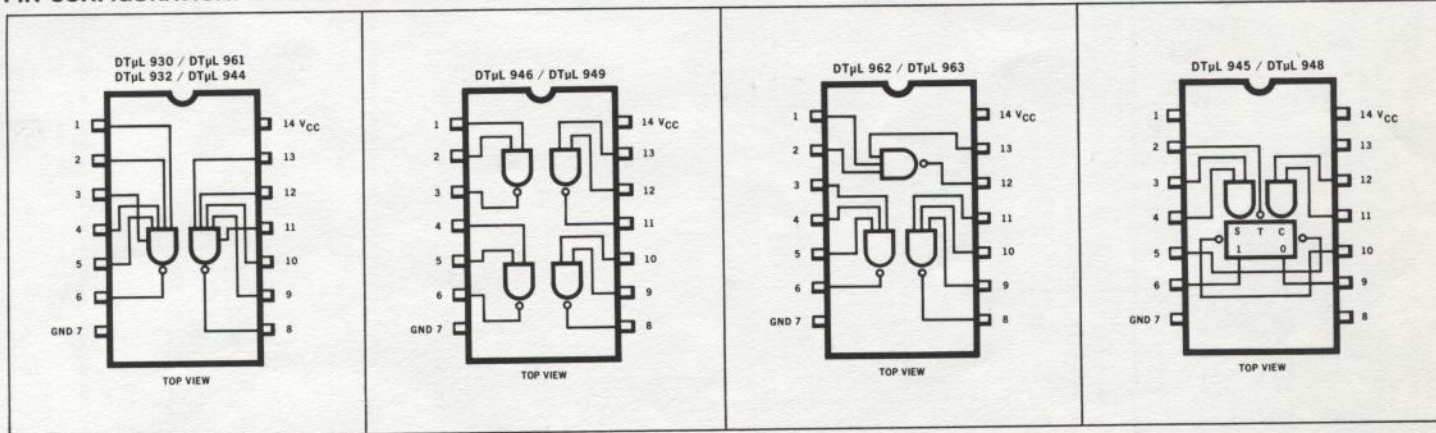 DTµL 930 / DTµL 961
DTµL 932 / DTµL 944
1
2
3
4
5
6
GND 7
14 VCC
13
12
11
10
9
8
TOP VIEW
DTµL 946 / DTµL 949
1
2
3
4
5
6
GND 7
14 VCC
13
12
11
10
9
8
TOP VIEW
DTµL 962 / DTµL 963
1
2
3
4
5
6
GND 7
14 VCC
13
12
11
10
9
8
TOP VIEW
DTµL 945 / DTµL 948
1
2
3
4
5
6
GND 7
14 VCC
13
12
11
10
9
8
S T C
1 0
TOP VIEW